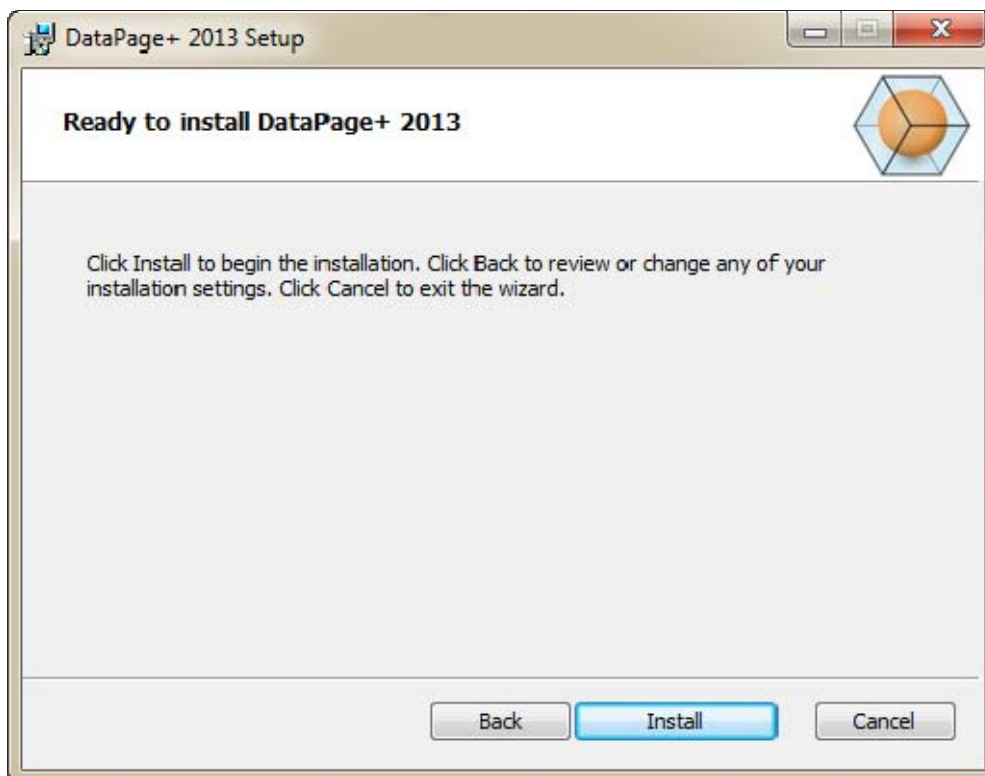 DataPage+ 2013 Setup
Ready to install DataPage+ 2013
Click Install to begin the installation. Click Back to review or change any of your
installation settings. Click Cancel to exit the wizard.
Back Install Cancel